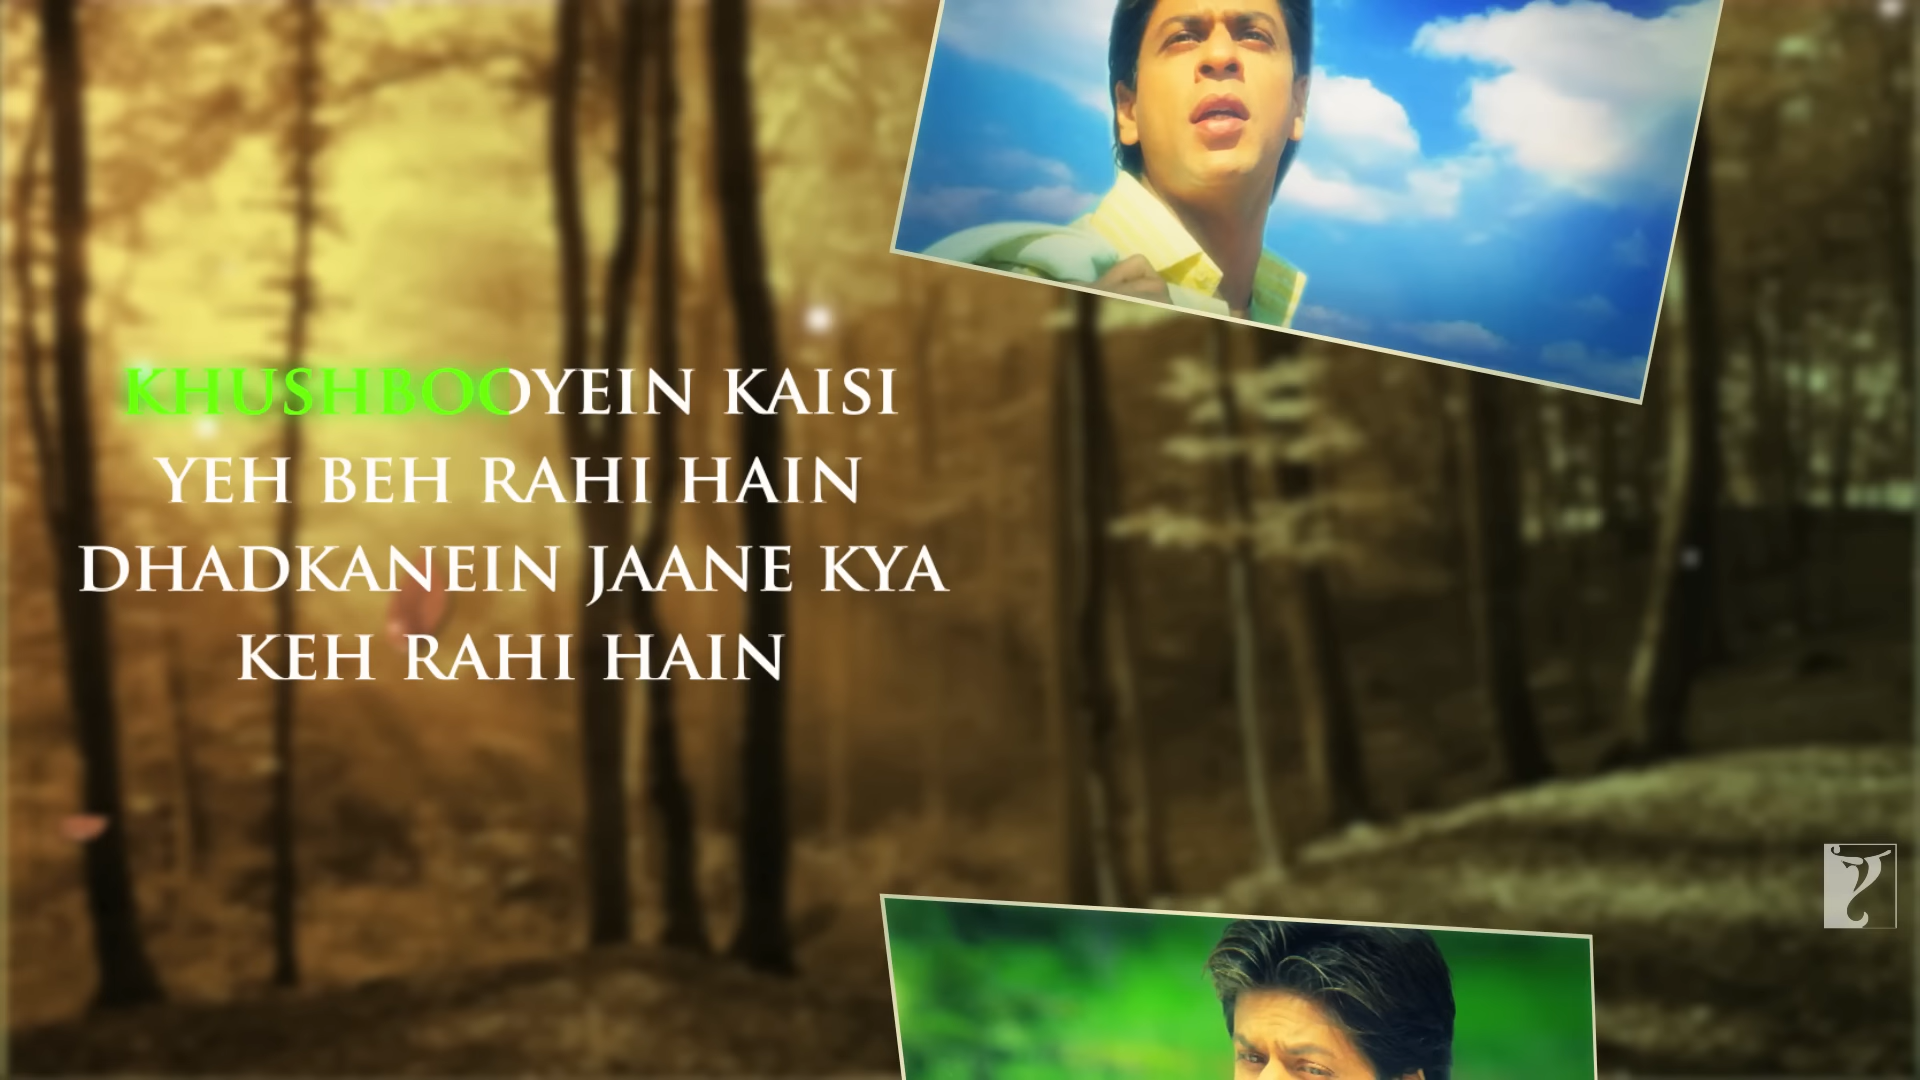 KHUSHBOOYEIN KAISI
YEH BEH RAHI HAIN
DHADKANEIN JAANE KYA
KEH RAHI HAIN